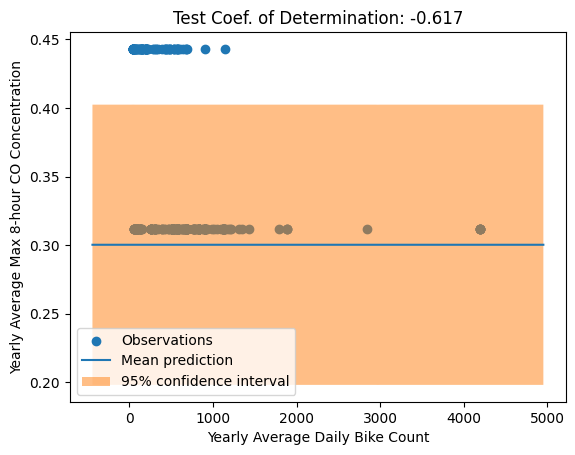 Test Coef. of Determination: -0.617
Yearly Average Max 8-hour CO Concentration
0.45
0.40
0.35
0.30
0.25
0.20
Observations
Mean prediction
95% confidence interval
0
1000
2000
3000
4000
5000
Yearly Average Daily Bike Count